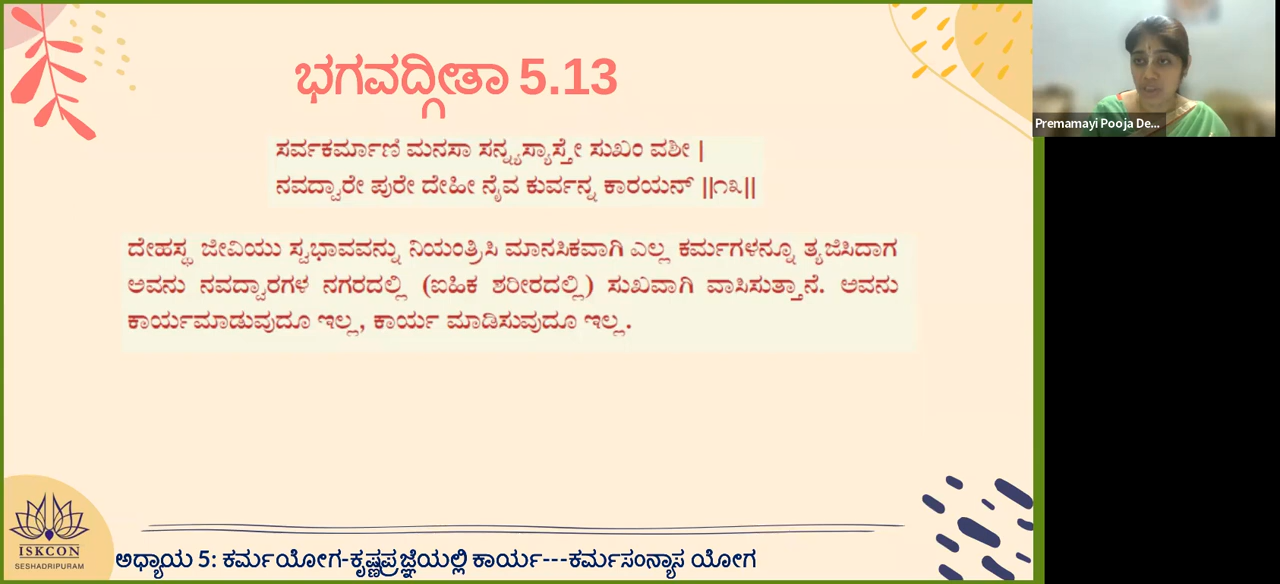 ಭಗವದ್ಗೀತಾ 5.13
Premamayi Pooja De...
ಸರ್ವಕರ್ಮಾಣಿ ಮನಸಾ ಸನ್ನ್ಯಸ್ಯಾಸ್ತೇ ಸುಖಂ ವಶೀ |
ನವದ್ವಾರೇ ಪುರೇ ದೇಹೀ ನೈವ ಕುರ್ವನ್ನ ಕಾರಯನ್ ||೧೩||
ದೇಹಸ್ಥ ಜೀವಿಯು ಸ್ವಭಾವವನ್ನು ನಿಯಂತ್ರಿಸಿ ಮಾನಸಿಕವಾಗಿ ಎಲ್ಲ ಕರ್ಮಗಳನ್ನೂ ತ್ಯಜಿಸಿದಾಗ
ಅವನು ನವದ್ವಾರಗಳ ನಗರದಲ್ಲಿ (ಐಹಿಕ ಶರೀರದಲ್ಲಿ) ಸುಖವಾಗಿ ವಾಸಿಸುತ್ತಾನೆ. ಅವನು
ಕಾರ್ಯಮಾಡುವುದೂ ಇಲ್ಲ, ಕಾರ್ಯ ಮಾಡಿಸುವುದೂ ಇಲ್ಲ.
ISKCON
SESHADRIPURAM
ಅಧ್ಯಾಯ 5: ಕರ್ಮಯೋಗ-ಕೃಷ್ಣಪ್ರಜ್ಞೆಯಲ್ಲಿ ಕಾರ್ಯ---ಕರ್ಮಸಂನ್ಯಾಸ ಯೋಗ